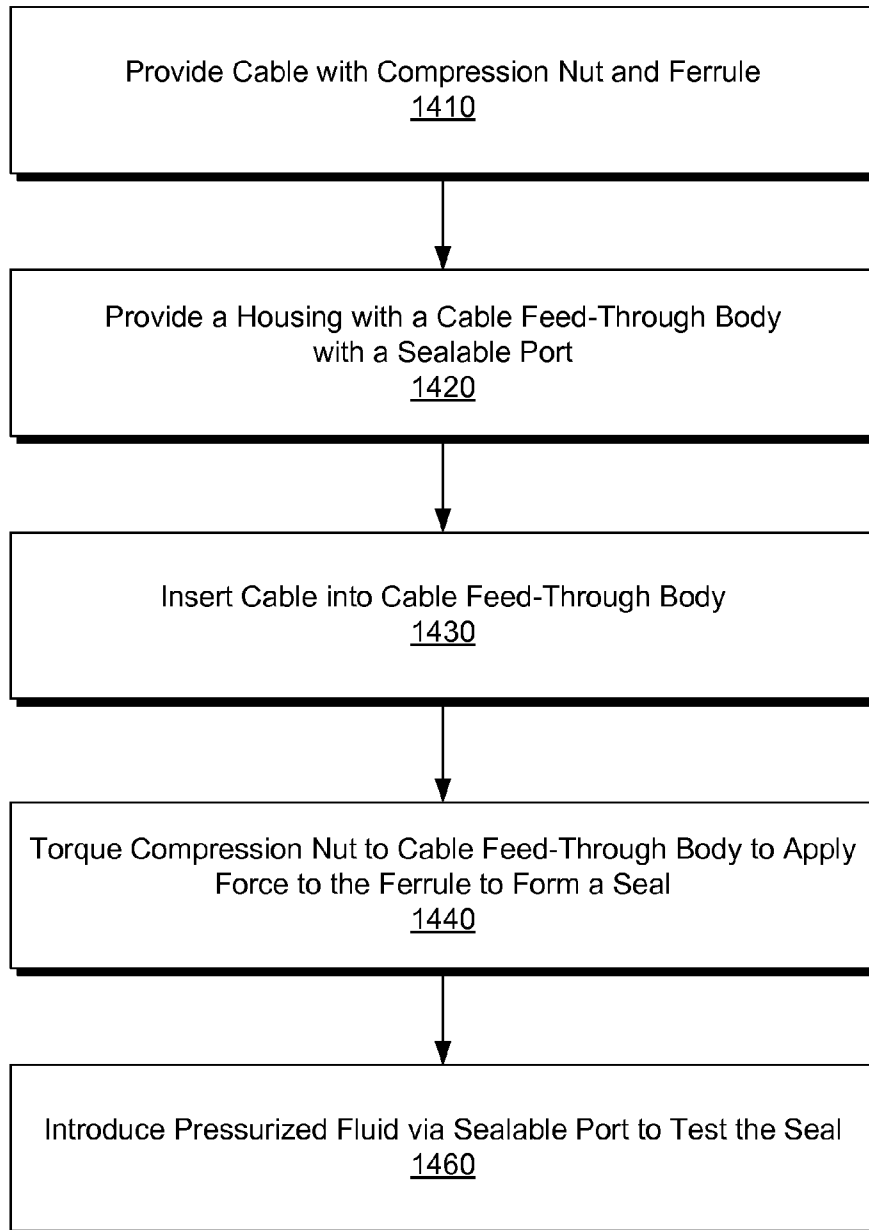 Provide Cable with Compression Nut and Ferrule
1410
Provide a Housing with a Cable Feed-Through Body
with a Sealable Port
1420
Insert Cable into Cable Feed-Through Body
1430
Torque Compression Nut to Cable Feed-Through Body to Apply
Force to the Ferrule to Form a Seal
1440
Introduce Pressurized Fluid via Sealable Port to Test the Seal
1460